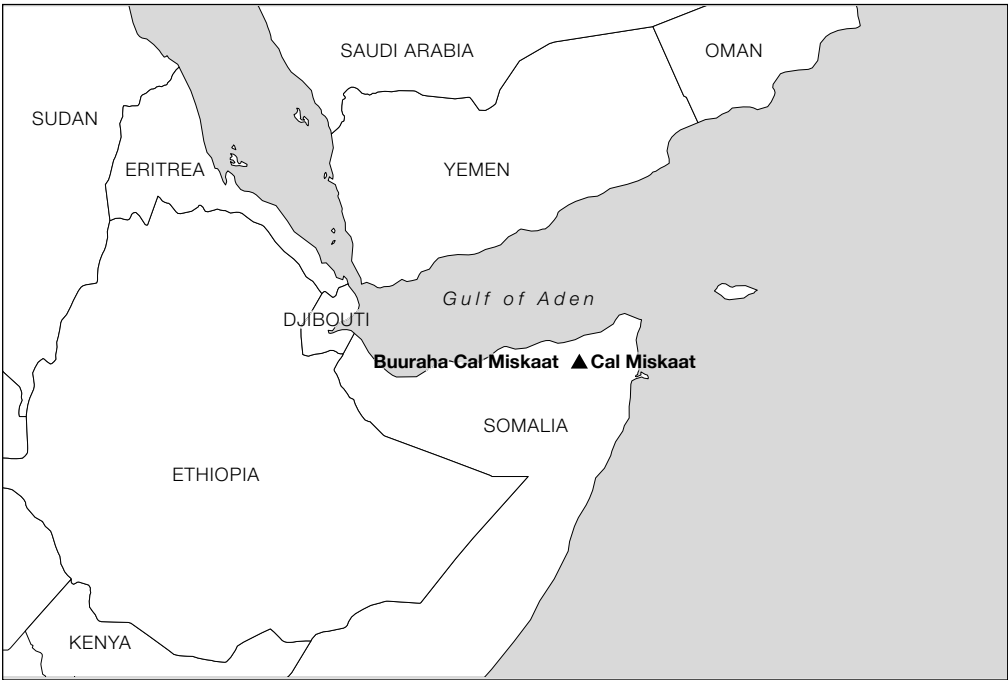 SAUDI ARABIA
OMAN
SUDAN
ERITREA
YEMEN
Gulf of Aden
DJIBOUTI
Buuraha Cal Miskaat
Cal Miskaat
SOMALIA
ETHIOPIA
KENYA